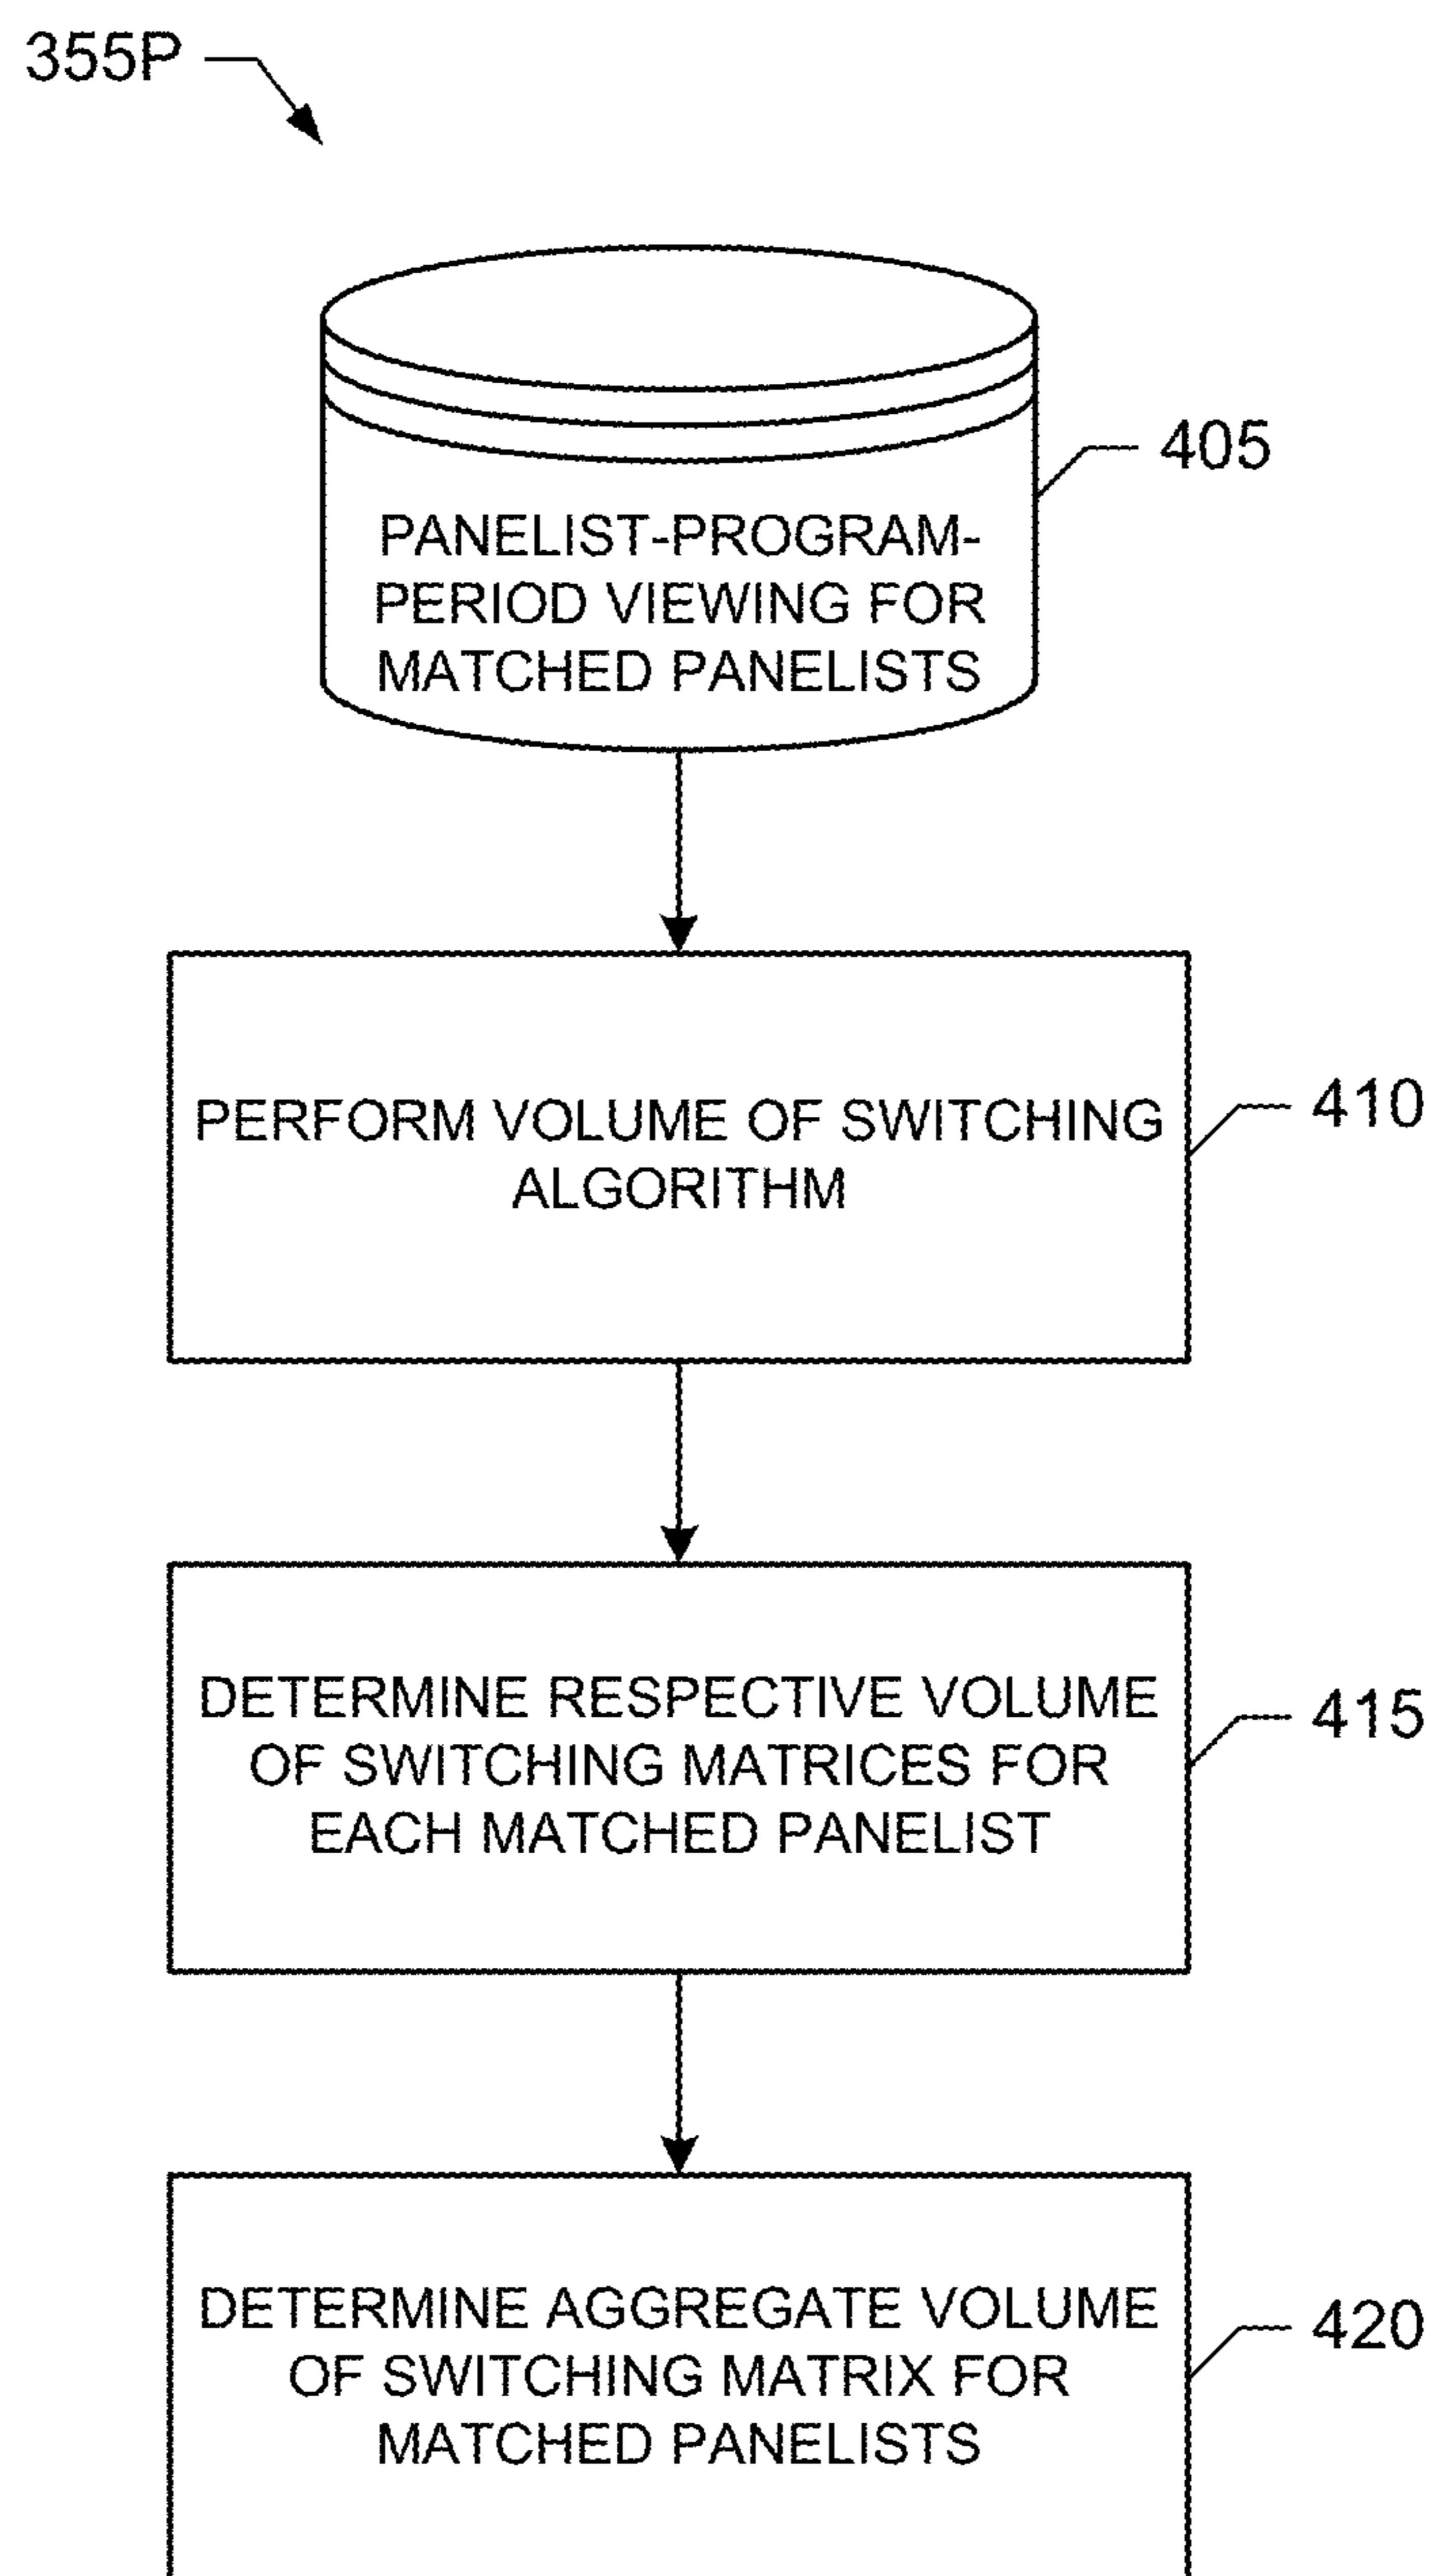 355P
405
PANELIST-PROGRAM-
PERIOD VIEWING FOR
MATCHED PANELISTS
PERFORM VOLUME OF SWITCHING
ALGORITHM
410
DETERMINE RESPECTIVE VOLUME
OF SWITCHING MATRICES FOR
EACH MATCHED PANELIST
415
DETERMINE AGGREGATE VOLUME
OF SWITCHING MATRIX FOR
MATCHED PANELISTS
420